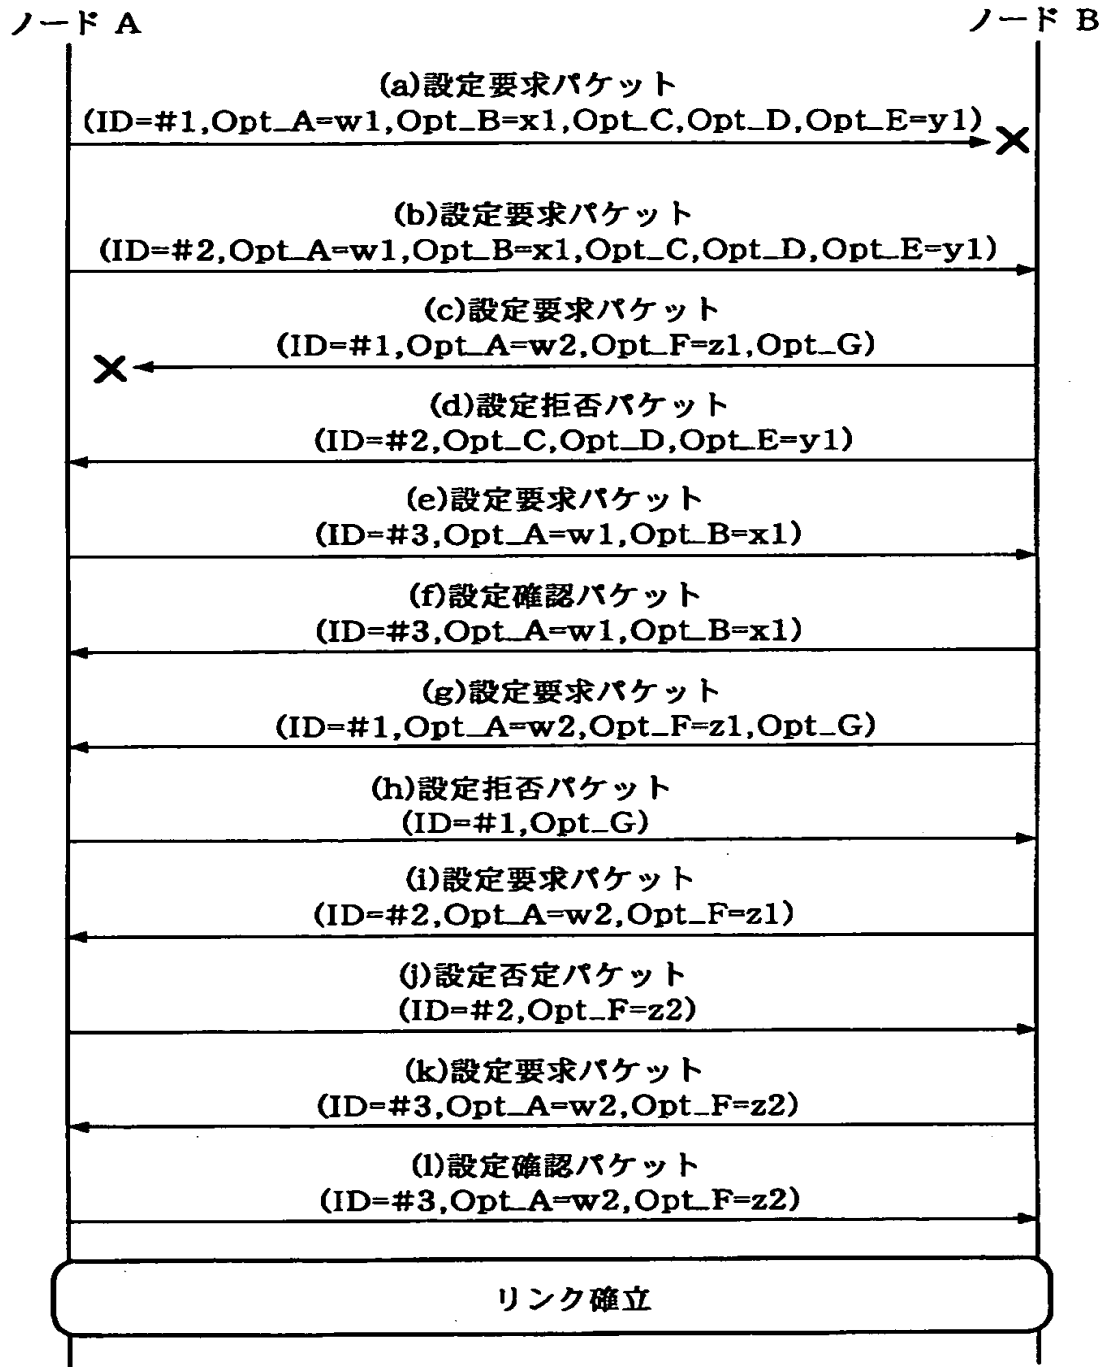 ノード A
ノード B
(a)設定要求パケット
(ID=#1,Opt_A=w1,Opt_B=x1,Opt_C,Opt_D,Opt_E=y1)
(b)設定要求パケット
(ID=#2,Opt_A=w1,Opt_B=x1,Opt_C,Opt_D,Opt_E=y1)
(c)設定要求パケット
(ID=#1,Opt_A=w2,Opt_F=z1,Opt_G)
(d)設定拒否パケット
(ID=#2,Opt_C,Opt_D,Opt_E=y1)
(e)設定要求パケット
(ID=#3,Opt_A=w1,Opt_B=x1)
(f)設定確認パケット
(ID=#3,Opt_A=w1,Opt_B=x1)
(g)設定要求パケット
(ID=#1,Opt_A=w2,Opt_F=z1,Opt_G)
(h)設定拒否パケット
(ID=#1,Opt_G)
(i)設定要求パケット
(ID=#2,Opt_A=w2,Opt_F=z1)
(j)設定否定パケット
(ID=#2,Opt_F=z2)
(k)設定要求パケット
(ID=#3,Opt_A=w2,Opt_F=z2)
(l)設定確認パケット
(ID=#3,Opt_A=w2,Opt_F=z2)
リンク確立